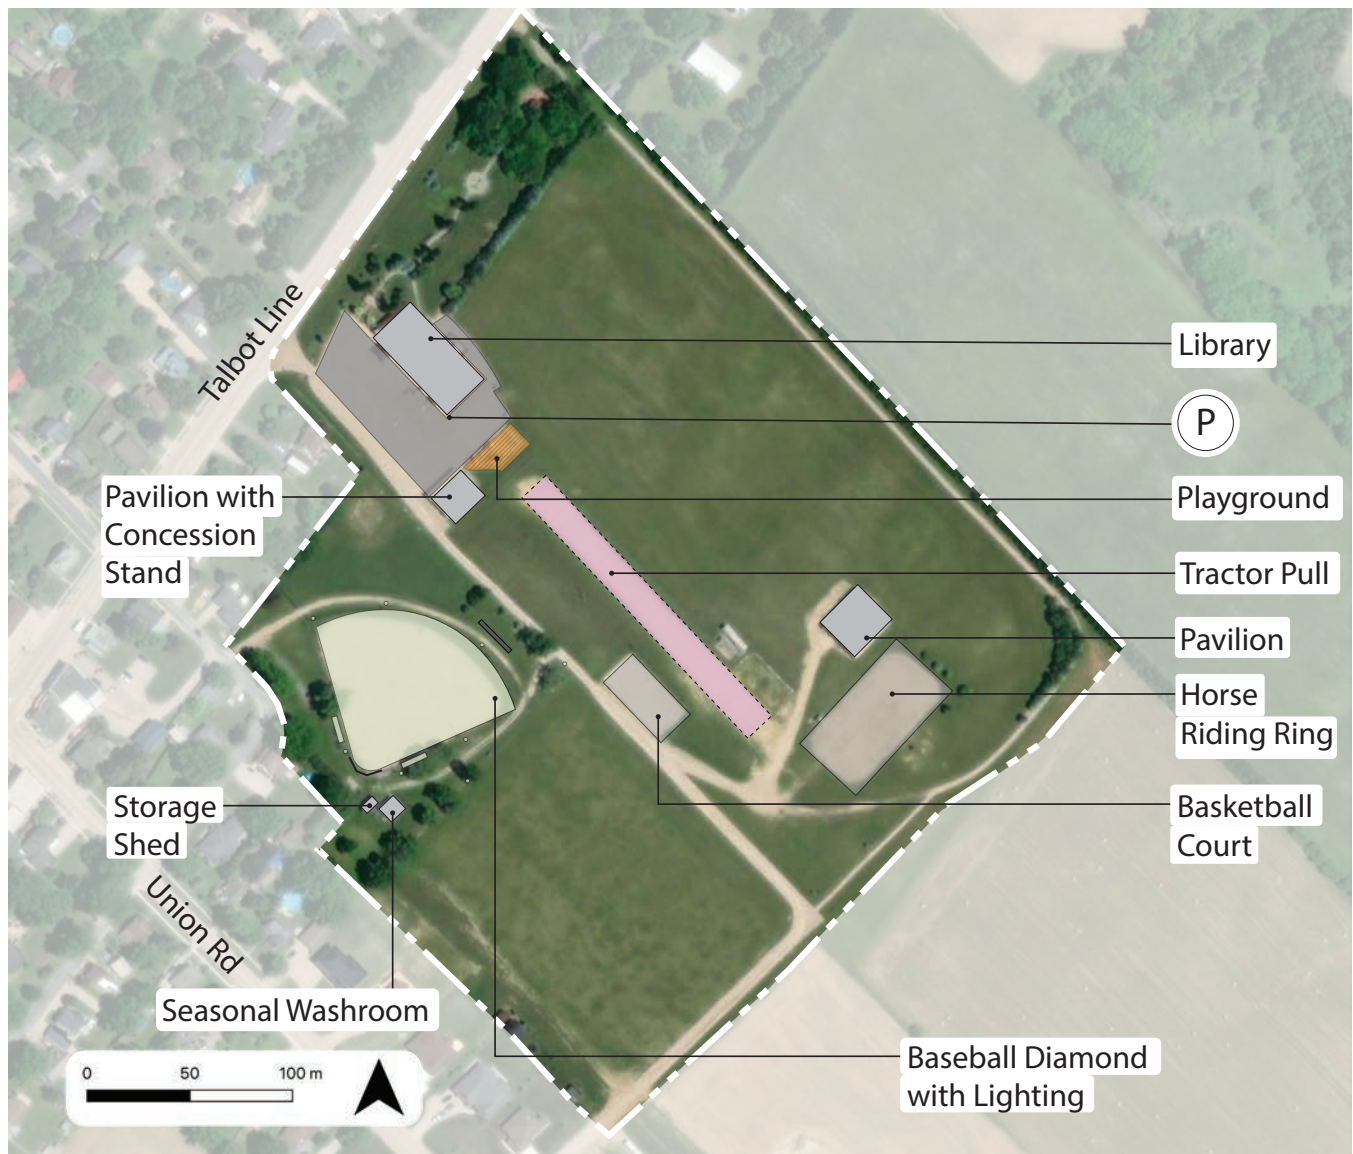 Talbot Line
Library
P
Pavilion with
Concession
Stand
Playground
Tractor Pull
Pavilion
Horse
Riding Ring
Storage
Shed
Basketball
Court
Union Rd
Seasonal Washroom
Baseball Diamond
with Lighting
0 50 100 m